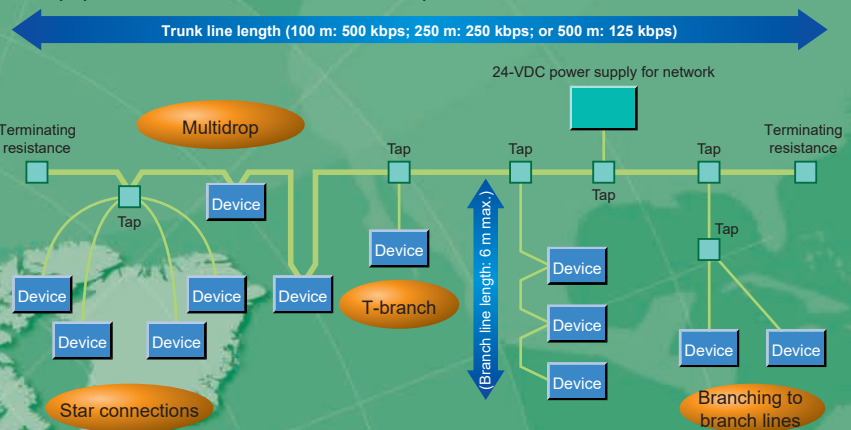 Trunk line length (100 m: 500 kbps; 250 m: 250 kbps; or 500 m: 125 kbps)
24-VDC power supply for network
Terminating
resistance
Multidrop
Tap
Tap
Tap
Terminating
resistance
Tap
Tap
Device
Tap
Device
(Branch line length: 6 m max.)
Device
Device
Device
Device
T-branch
Device
Device
Device
Device
Device
Device
Star connections
Branching to
branch lines